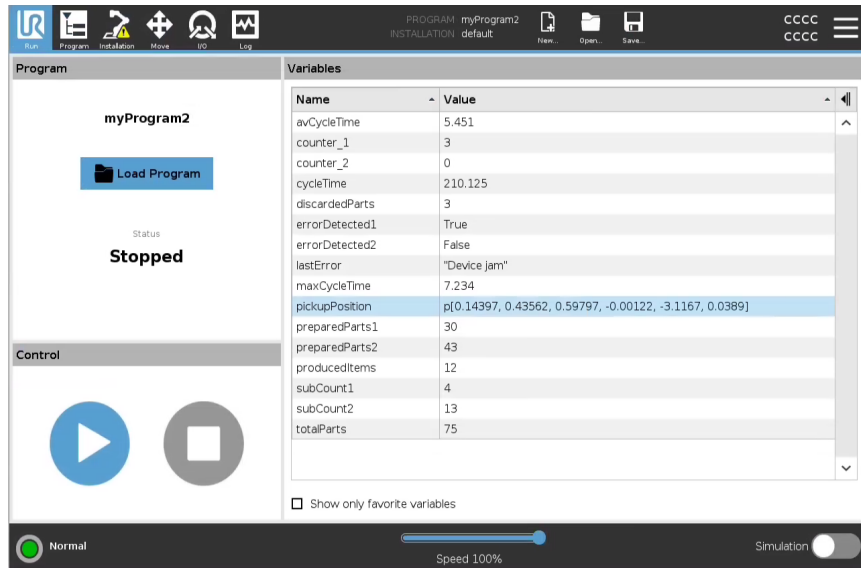 UR
PROGRAM myProgram2
INSTALLATION default
CCCC
CCCC
Run Program Installation Move I/O Log New... Open... Save...
Program
myProgram2
Load Program
Status
Stopped
Control
Variables
Name Value
avCycleTime 5.451
counter_1 3
counter_2 0
cycleTime 210.125
discardedParts 3
errorDetected1 True
errorDetected2 False
lastError "Device jam"
maxCycleTime 7.234
pickupPosition p[0.14397, 0.43562, 0.59797, -0.00122, -3.1167, 0.0389]
preparedParts1 30
preparedParts2 43
producedItems 12
subCount1 4
subCount2 13
totalParts 75
Show only favorite variables
Normal
Speed 100%
Simulation